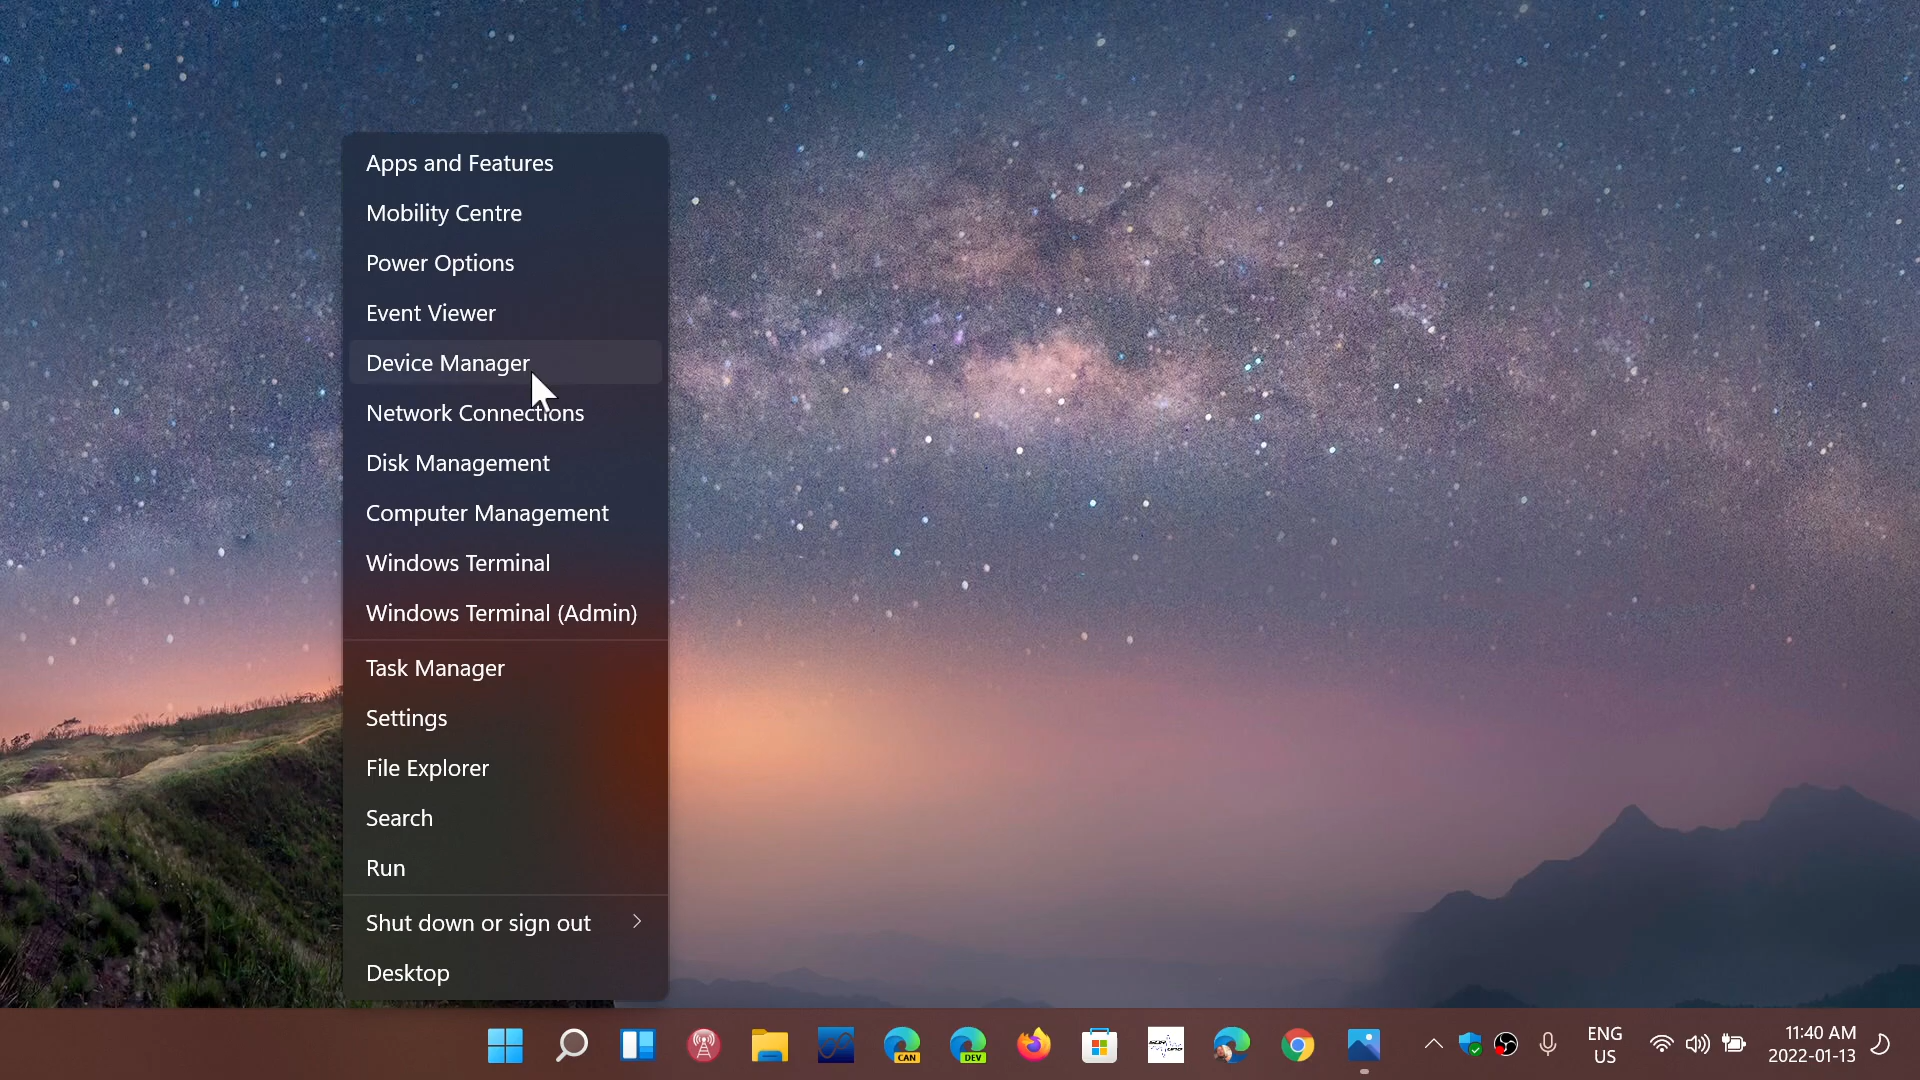 Apps and Features
Mobility Centre
Power Options
Event Viewer
Device Manager
Network Connections
Disk Management
Computer Management
Windows Terminal
Windows Terminal (Admin)
Task Manager
Settings
File Explorer
Search
Run
Shut down or sign out
Desktop
CAN
DEV
ENG
US
11:40 AM
2022-01-13